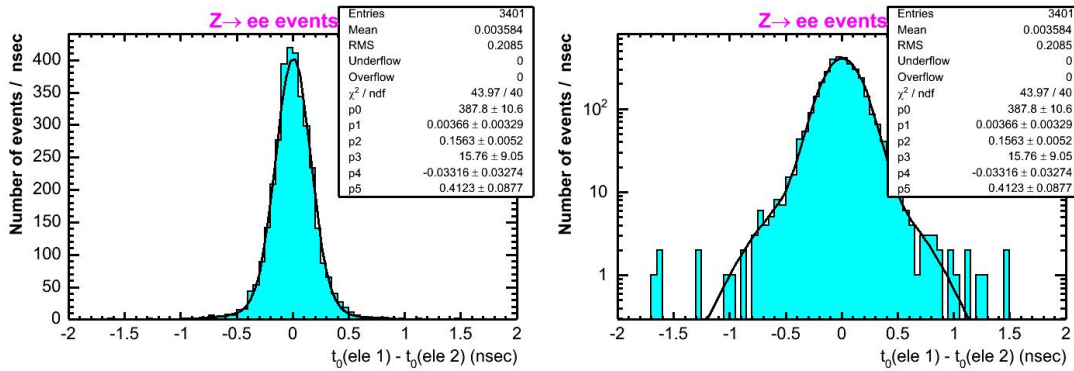 Z→ ee events
Entries 3401
Mean 0.003584
RMS 0.2085
Underflow 0
Overflow 0
χ² / ndf 43.97 / 40
p0 387.8 ± 10.6
p1 0.00366 ± 0.00329
p2 0.1563 ± 0.0052
p3 15.76 ± 9.05
p4 -0.03316 ± 0.03274
p5 0.4123 ± 0.0877
Number of events / nsec
400
350
300
250
200
150
100
50
0
-2 -1.5 -1 -0.5 0 0.5 1 1.5 2
t₀(ele 1) - t₀(ele 2) (nsec)
Z→ ee events
Entries 3401
Mean 0.003584
RMS 0.2085
Underflow 0
Overflow 0
χ² / ndf 43.97 / 40
p0 387.8 ± 10.6
p1 0.00366 ± 0.00329
p2 0.1563 ± 0.0052
p3 15.76 ± 9.05
p4 -0.03316 ± 0.03274
p5 0.4123 ± 0.0877
Number of events / nsec
10²
10
1
-2 -1.5 -1 -0.5 0 0.5 1 1.5 2
t₀(ele 1) - t₀(ele 2) (nsec)